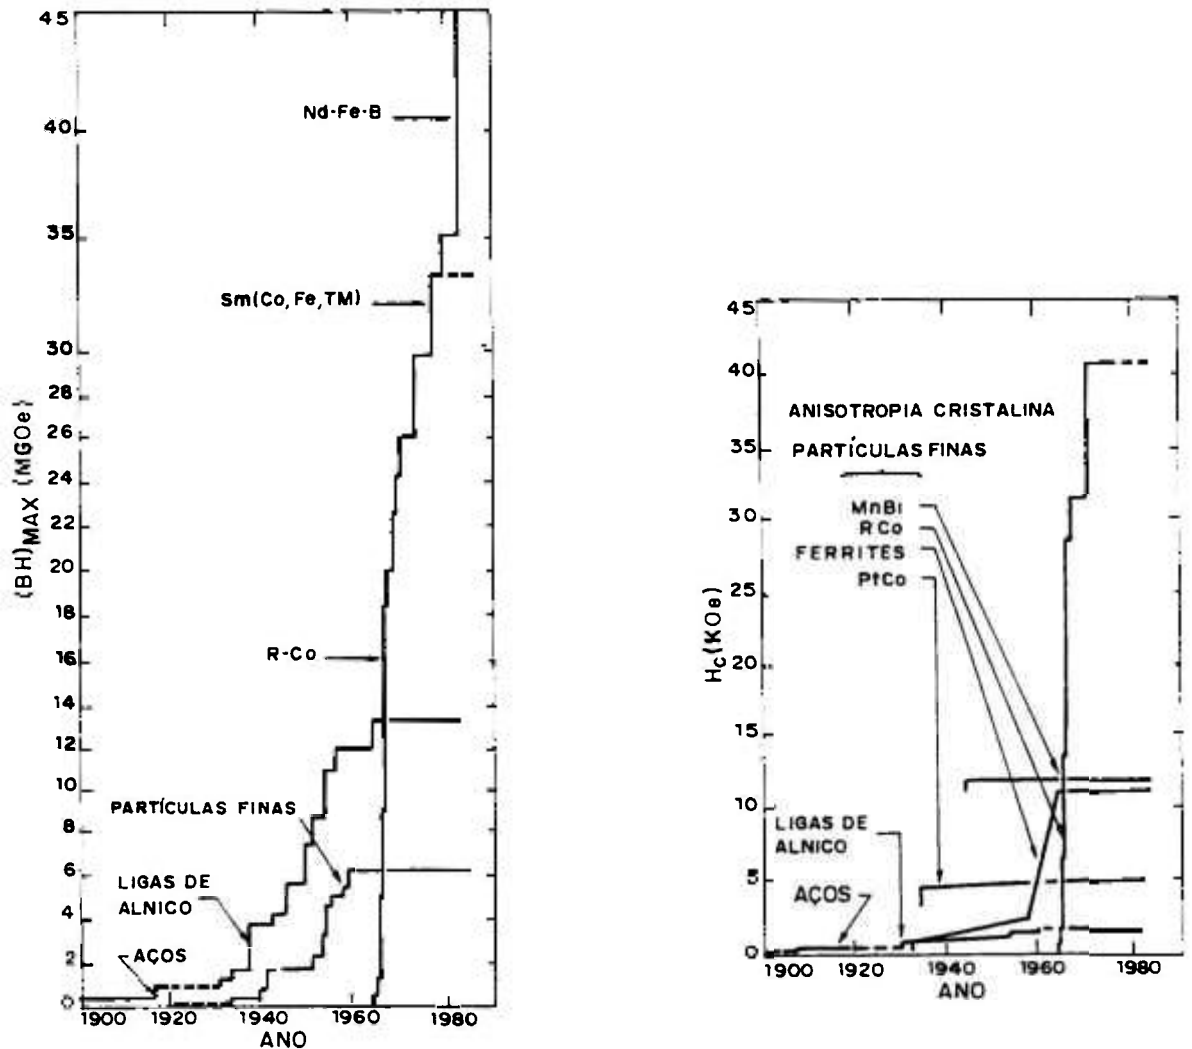 (BH)MAX (MGOe)
45
40
35
30
28
26
24
22
20
18
16
14
12
10
8
6
4
2
0
Nd-Fe-B
Sm(Co,Fe,TM)
R-Co
PARTÍCULAS FINAS
LIGAS DE
ALNICO
AÇOS
1900 1920 1940 1960 1980
ANO
Hc(KOe)
45
40
35
30
25
20
15
10
5
0
ANISOTROPIA CRISTALINA
PARTÍCULAS FINAS
MnBi
RCo
FERRITES
PtCo
LIGAS DE
ALNICO
AÇOS
1900 1920 1940 1960 1980
ANO